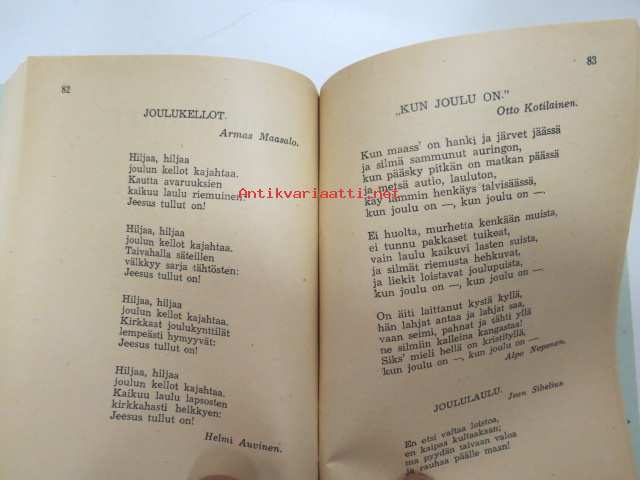 82
JOULUKELLOT.
Armas Maasalo.
Hiljaa, hiljaa
joulun kellot kajahtaa.
Kautta avaruuksien
kaikuu laulu riemuinen:
Jeesus tullut on!
Hiljaa, hiljaa
joulun kellot kajahtaa.
Taivahalla säteillen
välkkyy sarja tähtösten:
Jeesus tullut on!
Hiljaa, hiljaa
joulun kellot kajahtaa.
Kirkkaat joulukynttilät
lempeästi hymyyvät:
Jeesus tullut on!
Hiljaa, hiljaa
joulun kellot kajahtaa.
Kaikuu laulu lapsosten
kirkkahasti helkkyen:
Jeesus tullut on!
Helmi Auvinen.
Antikvariaatti.net
83
„KUN JOULU ON.”
Otto Kotilainen.
Kun maass' on hanki ja järvet jäässä
ja silmä sammunut auringon,
kun pääsky pitkän on matkan päässä
ja metsä autio, lauluton,
käy lämmin henkäys talvisäässä,
kun joulu on —, kun joulu on —.
Ei huolta, murhetta kenkään muista,
ei tunnu pakkaset tuikeat,
vain laulu kaikuvi lasten suista,
ja silmät riemusta hehkuvat,
ja liekit loistavat joulupuista,
kun joulu on —, kun joulu on —.
On äiti laittanut kystä kyllä,
hän lahjat antaa ja lahjat saa,
vaan seimi, pahnat ja tähti yllä
ne silmiin kalleina kangastaa!
Siks' mieli hellä on kristityllä,
kun joulu on —, kun joulu on —
Alpo Noponen.
JOULULAULU.
Jean Sibelius
En etsi valtaa loistoa,
en kaipaa kultaakaan;
ma pyydän taivaan valoa
ja rauhaa päälle maan!